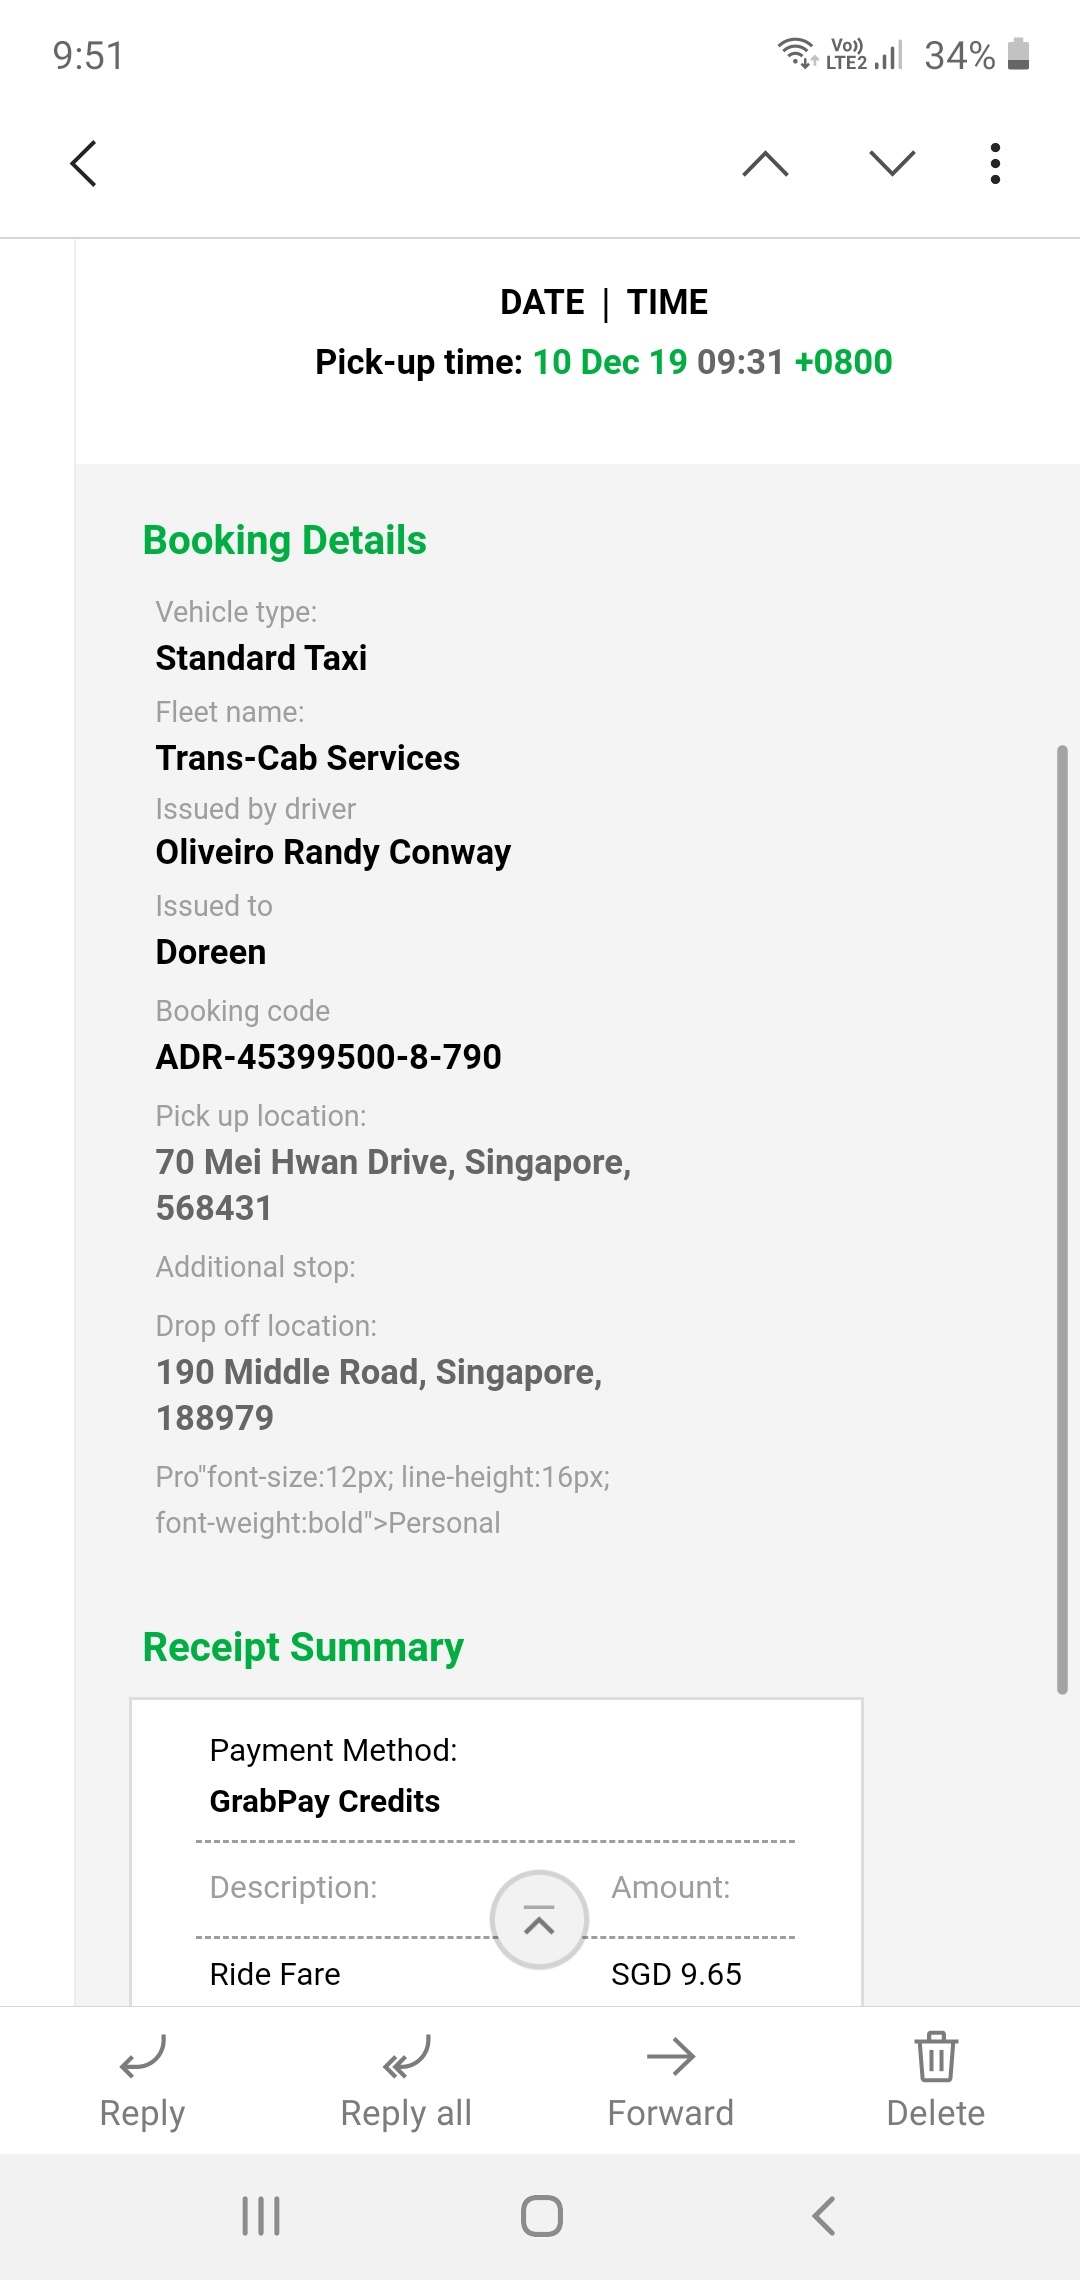 9:51
Vo)) LTE2 34%
DATE | TIME
Pick-up time: 10 Dec 19 09:31 +0800
Booking Details
Vehicle type:
Standard Taxi
Fleet name:
Trans-Cab Services
Issued by driver
Oliveiro Randy Conway
Issued to
Doreen
Booking code
ADR-45399500-8-790
Pick up location:
70 Mei Hwan Drive, Singapore,
568431
Additional stop:
Drop off location:
190 Middle Road, Singapore,
188979
Pro"font-size:12px; line-height:16px;
font-weight:bold">Personal
Receipt Summary
Payment Method:
GrabPay Credits
Description: Amount:
Ride Fare SGD 9.65
Reply Reply all Forward Delete